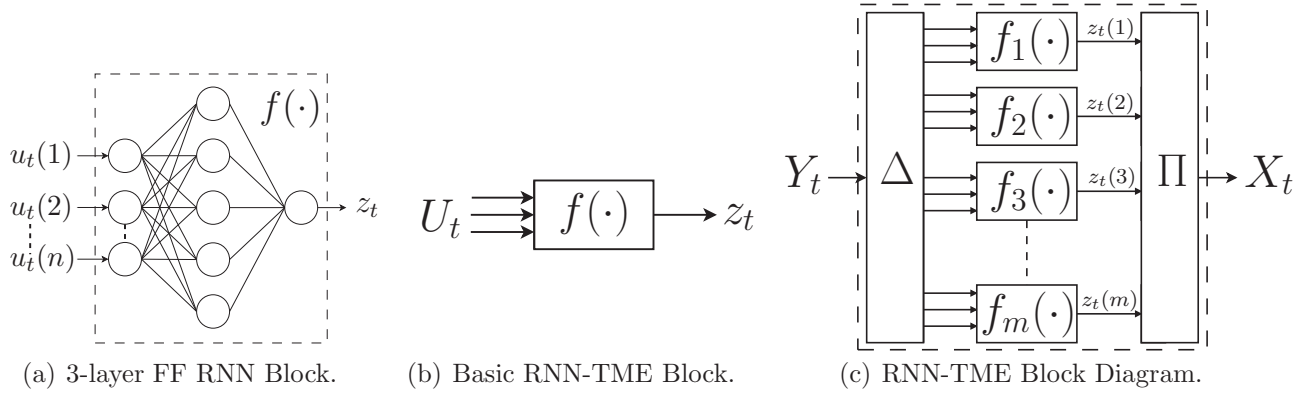 f(·)
u_t(1)
u_t(2)
u_t(n)
z_t
(a) 3-layer FF RNN Block.
U_t
f(·)
z_t
(b) Basic RNN-TME Block.
Y_t
Δ
f_1(·)
z_t(1)
f_2(·)
z_t(2)
f_3(·)
z_t(3)
f_m(·)
z_t(m)
Π
X_t
(c) RNN-TME Block Diagram.